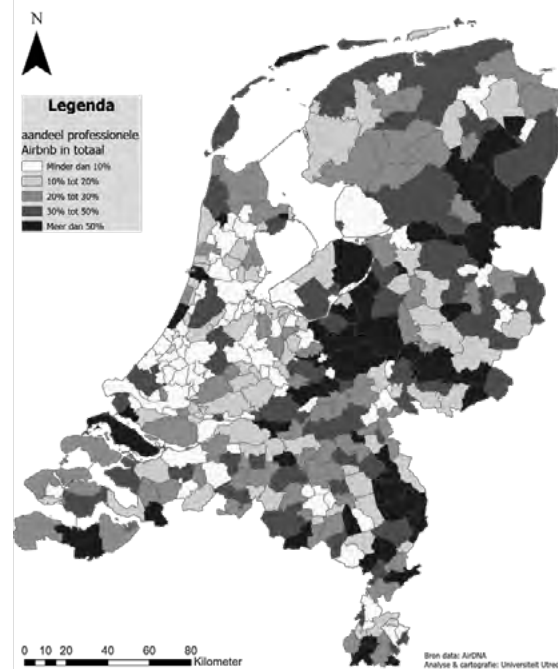 N
Legenda
aandeel professionele
Airbnb in totaal
Minder dan 10%
10% tot 20%
20% tot 30%
30% tot 50%
Meer dan 50%
0 10 20 40 60 80
Kilometer
Bron data: AirDNA
Analyse & cartografie: Universiteit Utrec